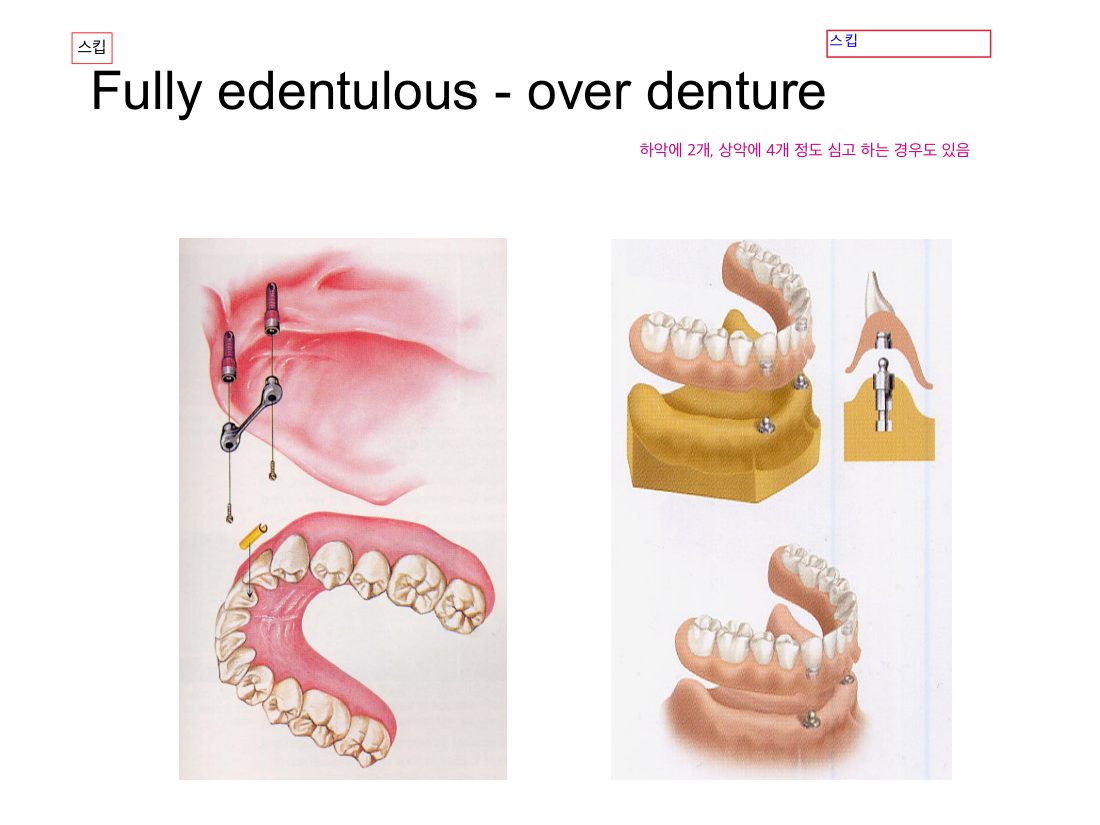 스킵
스킵
Fully edentulous - over denture
하악에 2개, 상악에 4개 정도 심고 하는 경우도 있음